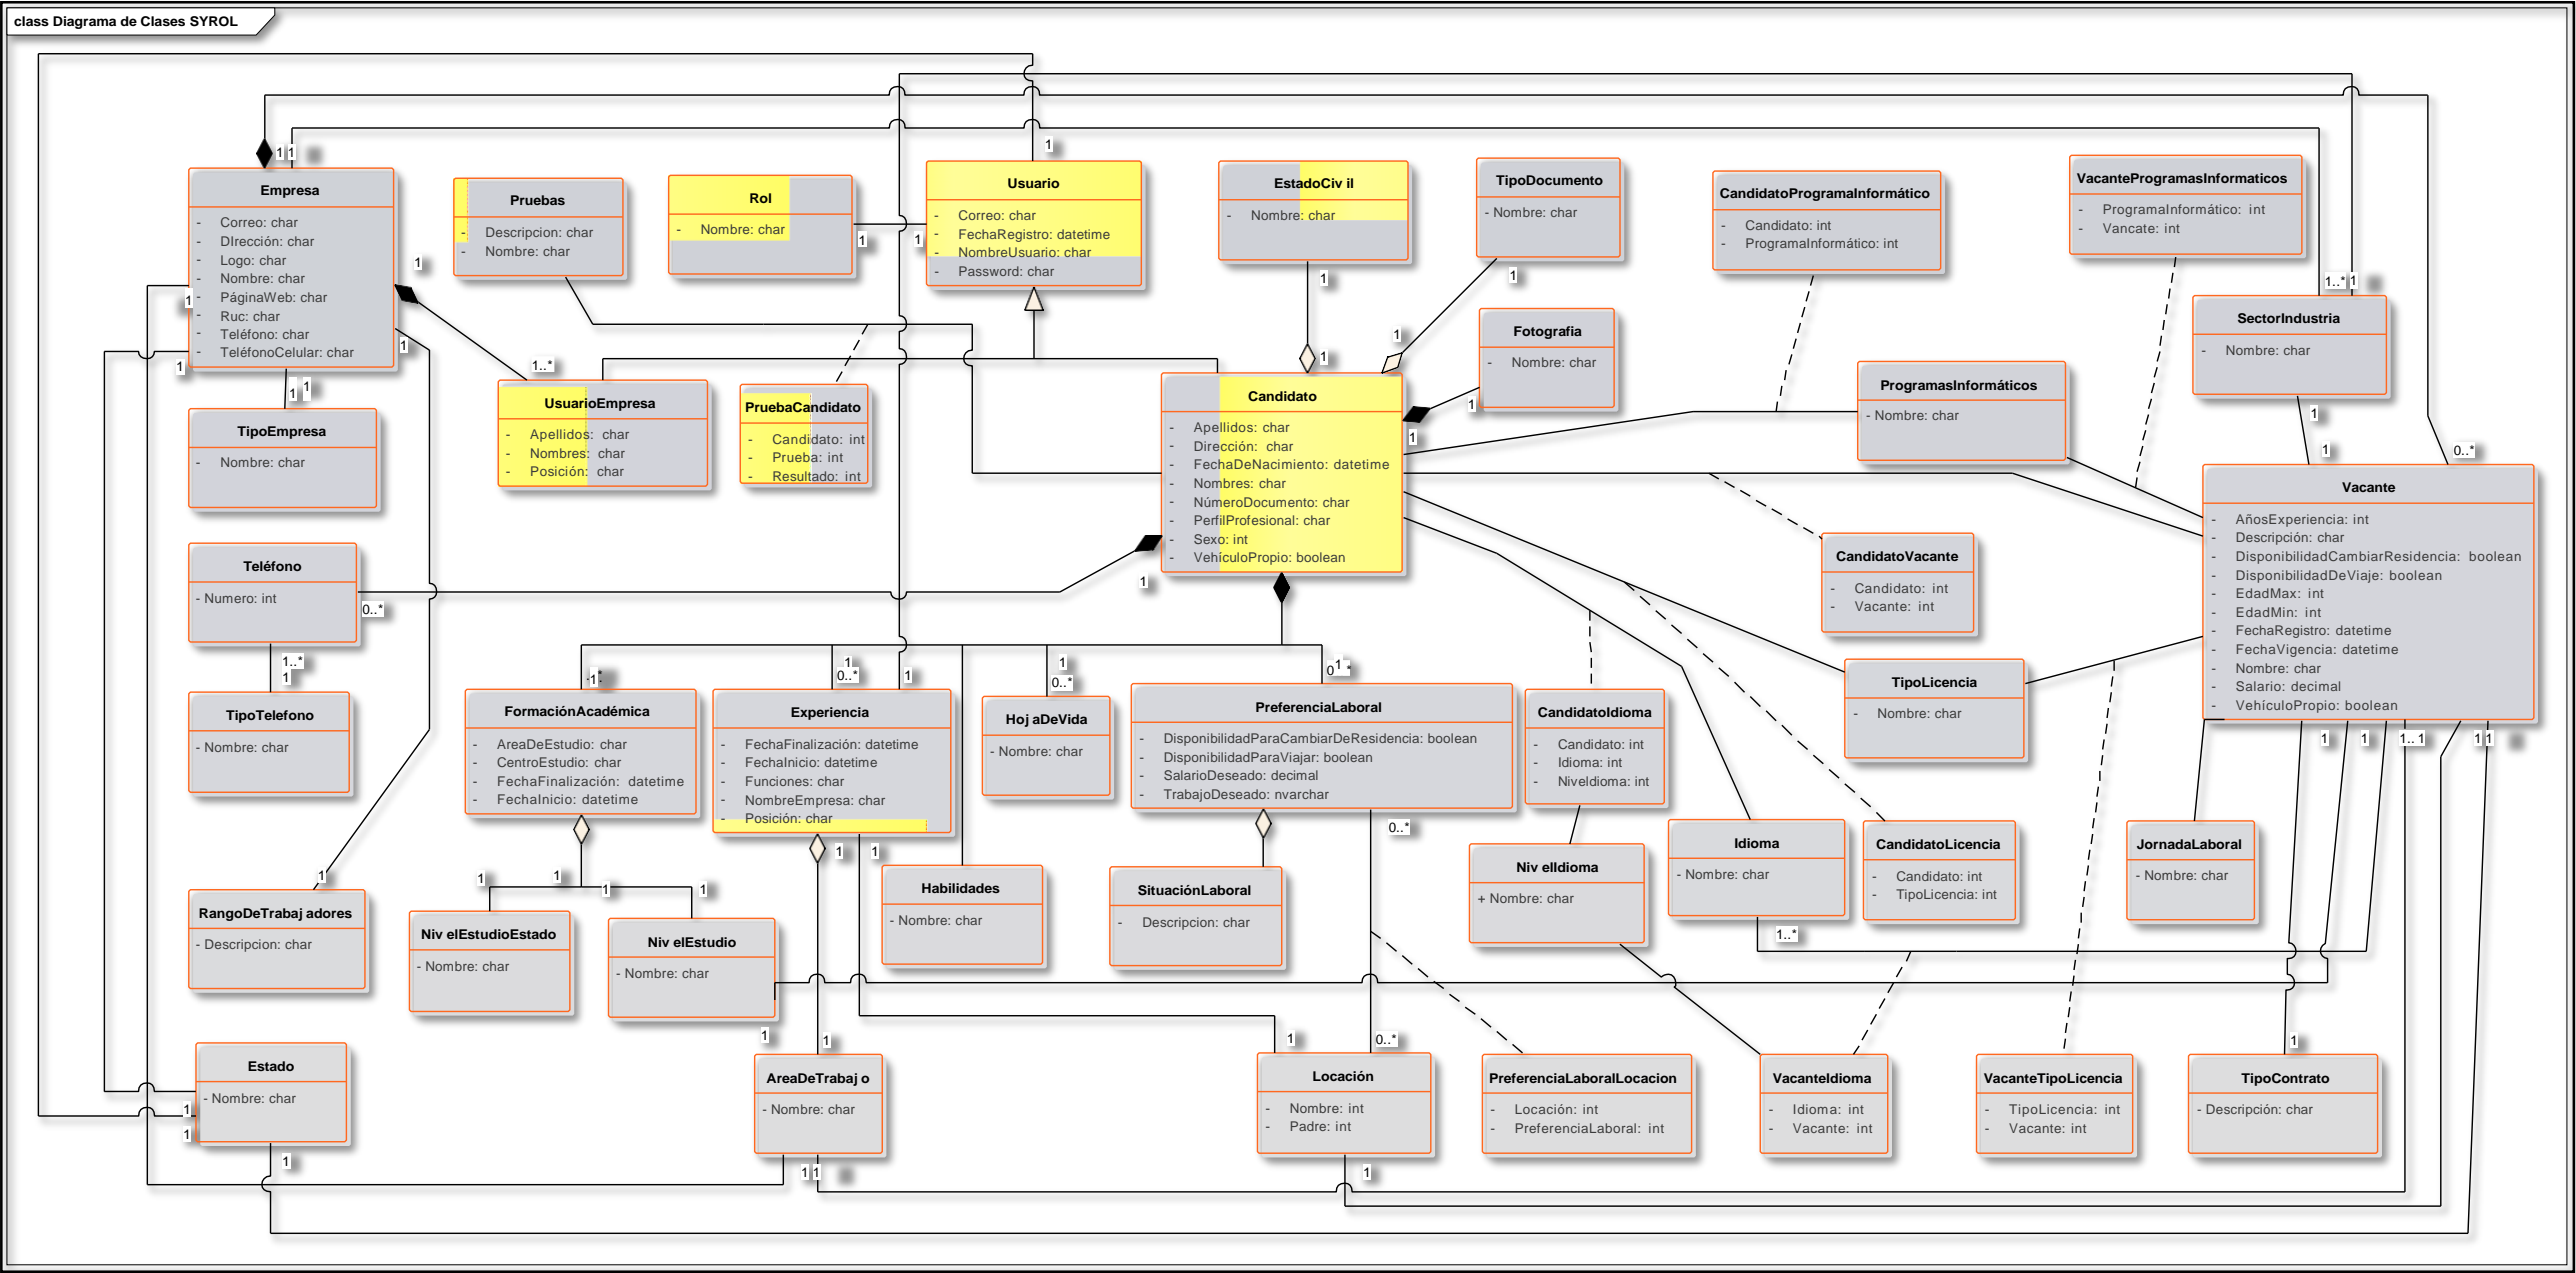 class Diagrama de Clases SYROL
Empresa
- Correo: char
- DIrección: char
- Logo: char
- Nombre: char
- PáginaWeb: char
- Ruc: char
- Teléfono: char
- TeléfonoCelular: char
Pruebas
- Descripcion: char
- Nombre: char
Rol
- Nombre: char
Usuario
- Correo: char
- FechaRegistro: datetime
- NombreUsuario: char
- Password: char
EstadoCiv il
- Nombre: char
TipoDocumento
- Nombre: char
CandidatoProgramaInformático
- Candidato: int
- ProgramaInformático: int
VacanteProgramasInformaticos
- ProgramaInformático: int
- Vancate: int
SectorIndustria
- Nombre: char
Fotografia
- Nombre: char
TipoEmpresa
- Nombre: char
UsuarioEmpresa
- Apellidos: char
- Nombres: char
- Posición: char
PruebaCandidato
- Candidato: int
- Prueba: int
- Resultado: int
Candidato
- Apellidos: char
- Dirección: char
- FechaDeNacimiento: datetime
- Nombres: char
- NúmeroDocumento: char
- PerfilProfesional: char
- Sexo: int
- VehículoPropio: boolean
ProgramasInformáticos
- Nombre: char
Vacante
- AñosExperiencia: int
- Descripción: char
- DisponibilidadCambiarResidencia: boolean
- DisponibilidadDeViaje: boolean
- EdadMax: int
- EdadMin: int
- FechaRegistro: datetime
- FechaVigencia: datetime
- Nombre: char
- Salario: decimal
- VehículoPropio: boolean
CandidatoVacante
- Candidato: int
- Vacante: int
Teléfono
- Numero: int
TipoTelefono
- Nombre: char
FormaciónAcadémica
- AreaDeEstudio: char
- CentroEstudio: char
- FechaFinalización: datetime
- FechaInicio: datetime
Experiencia
- FechaFinalización: datetime
- FechaInicio: datetime
- Funciones: char
- NombreEmpresa: char
- Posición: char
Hoj aDeVida
- Nombre: char
PreferenciaLaboral
- DisponibilidadParaCambiarDeResidencia: boolean
- DisponibilidadParaViajar: boolean
- SalarioDeseado: decimal
- TrabajoDeseado: nvarchar
CandidatoIdioma
- Candidato: int
- Idioma: int
- NiveIdioma: int
TipoLicencia
- Nombre: char
RangoDeTrabaj adores
- Descripcion: char
Niv elEstudioEstado
- Nombre: char
Niv elEstudio
- Nombre: char
Habilidades
- Nombre: char
SituaciónLaboral
- Descripcion: char
Niv elIdioma
+ Nombre: char
Idioma
- Nombre: char
CandidatoLicencia
- Candidato: int
- TipoLicencia: int
JornadaLaboral
- Nombre: char
Estado
- Nombre: char
AreaDeTrabaj o
- Nombre: char
Locación
- Nombre: int
- Padre: int
PreferenciaLaboralLocacion
- Locación: int
- PreferenciaLaboral: int
VacanteIdioma
- Idioma: int
- Vacante: int
VacanteTipoLicencia
- TipoLicencia: int
- Vacante: int
TipoContrato
- Descripción: char